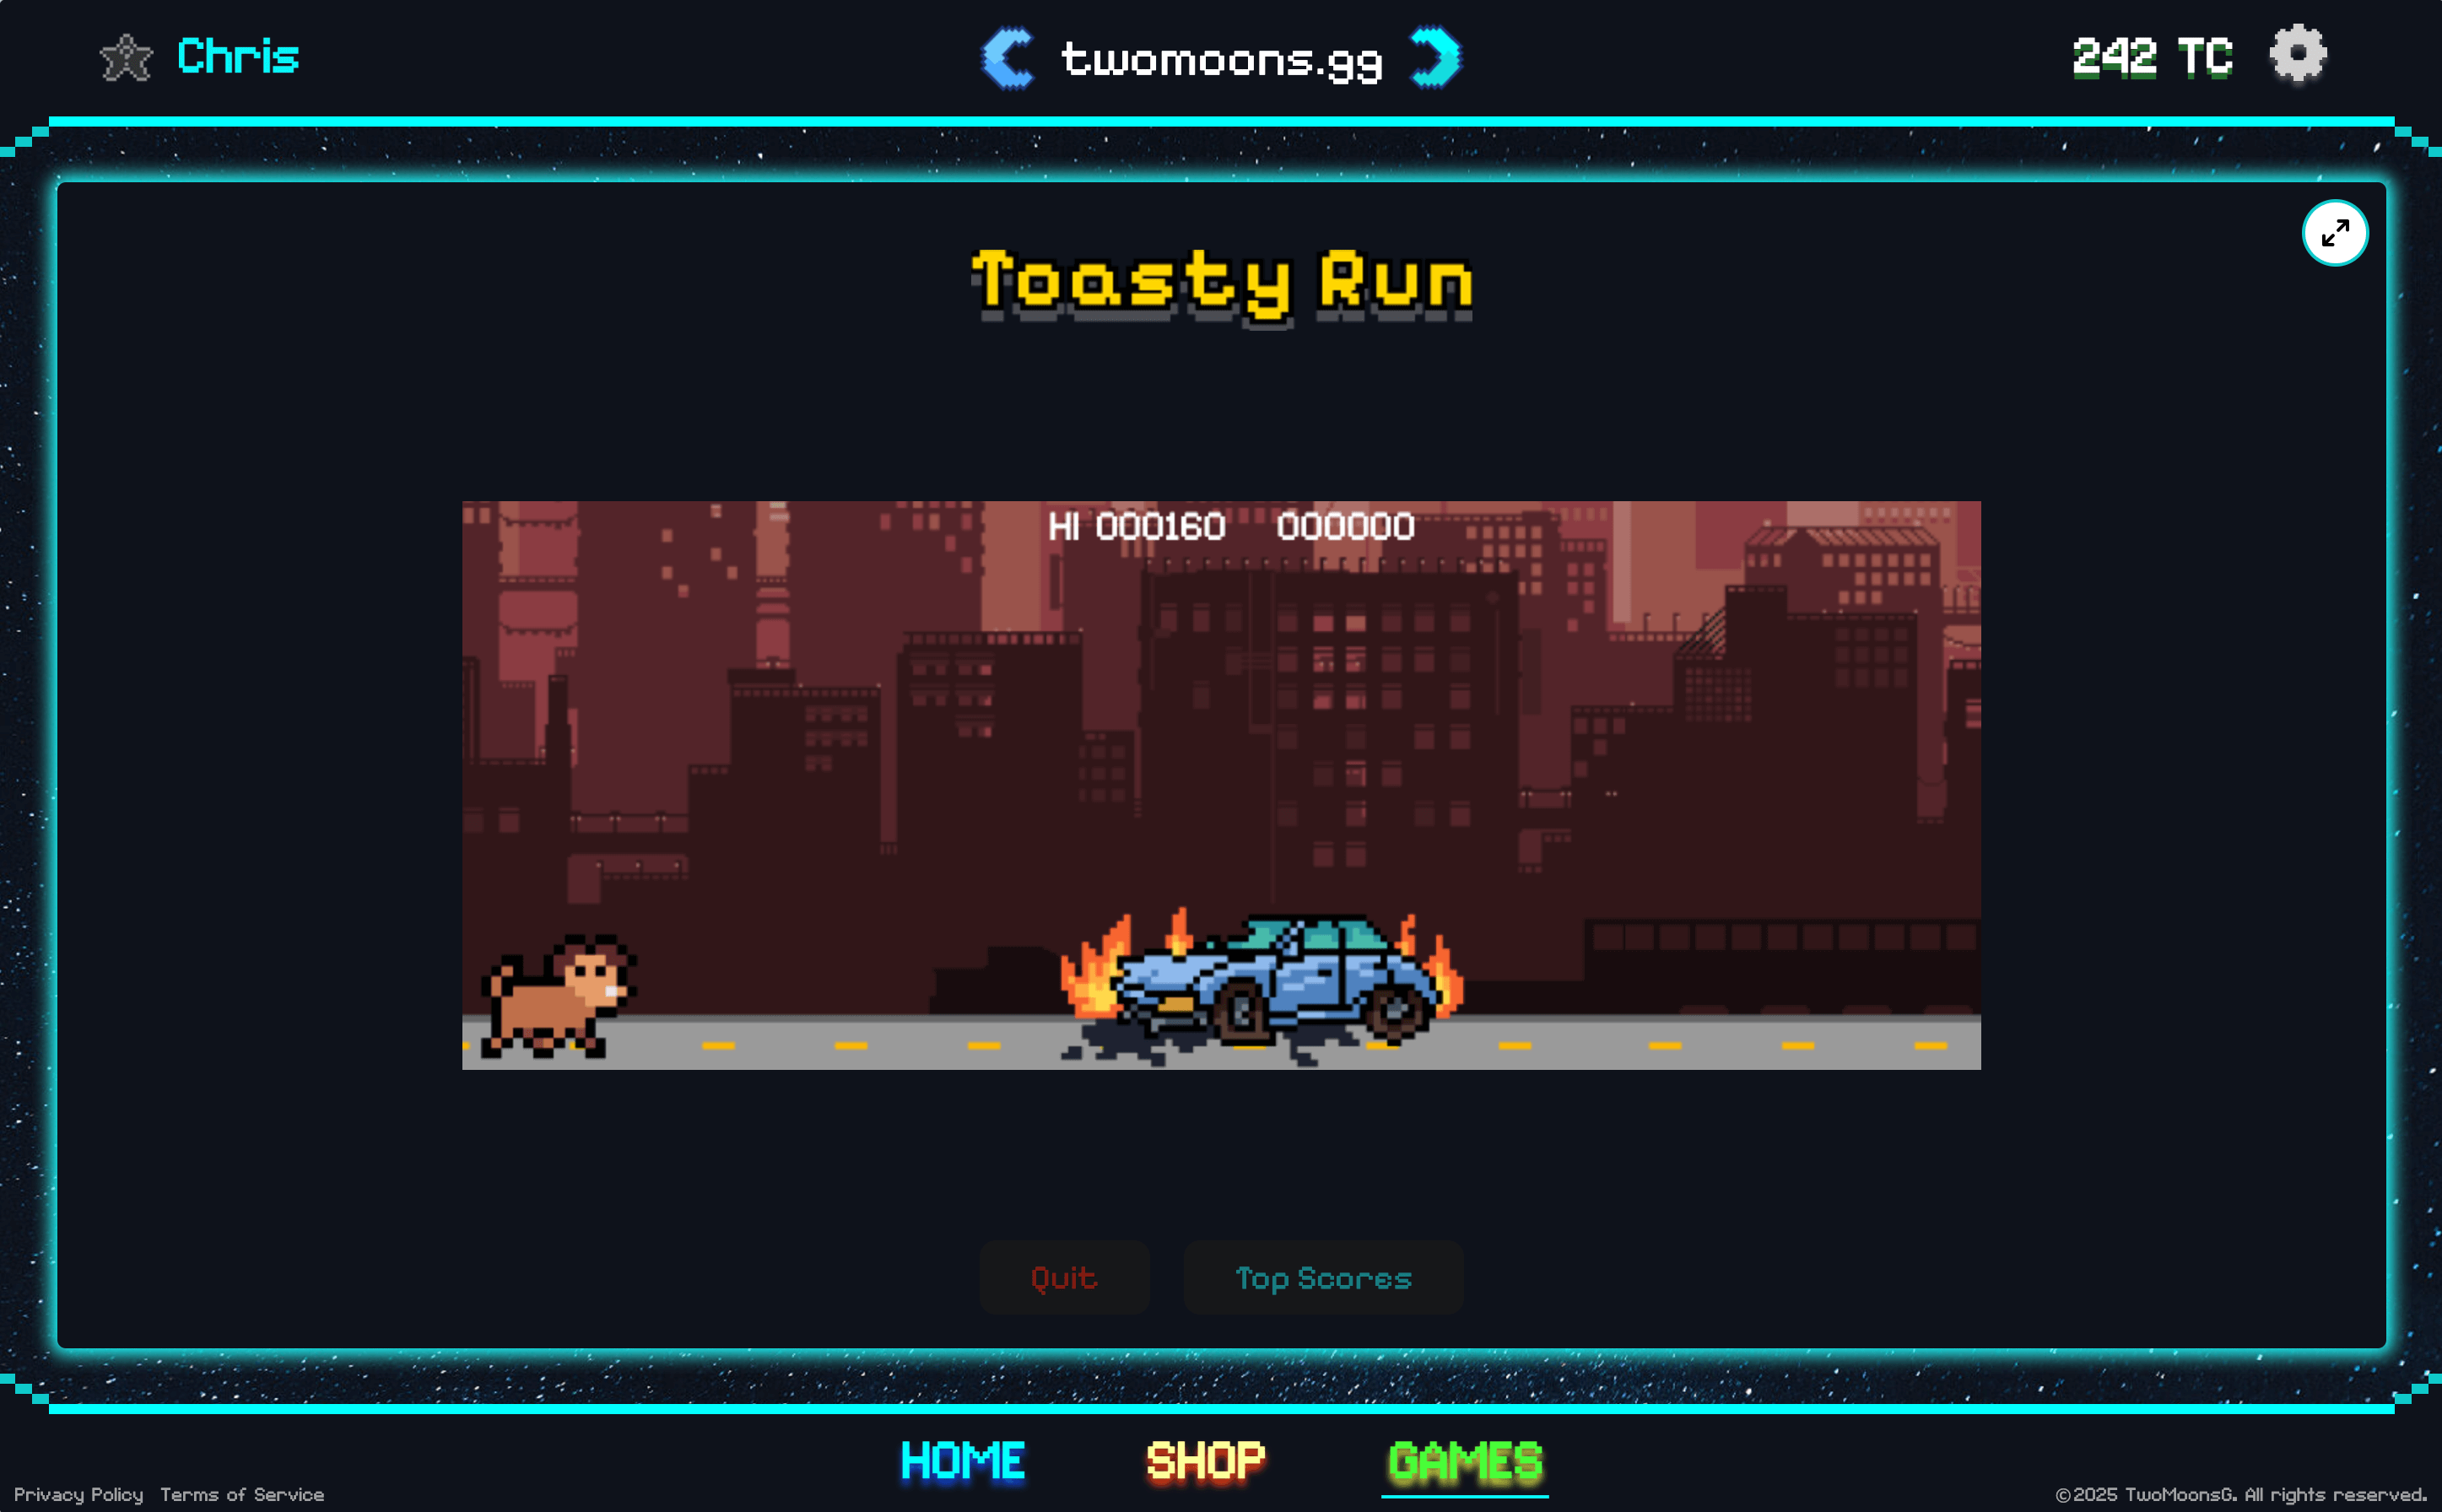 Chris
twomoons.gg
242 TC
Toasty Run
HI 000160 000000
Quit
Top Scores
HOME
SHOP
GAMES
Privacy Policy
Terms of Service
©2025 TwoMoonsG. All rights reserved.